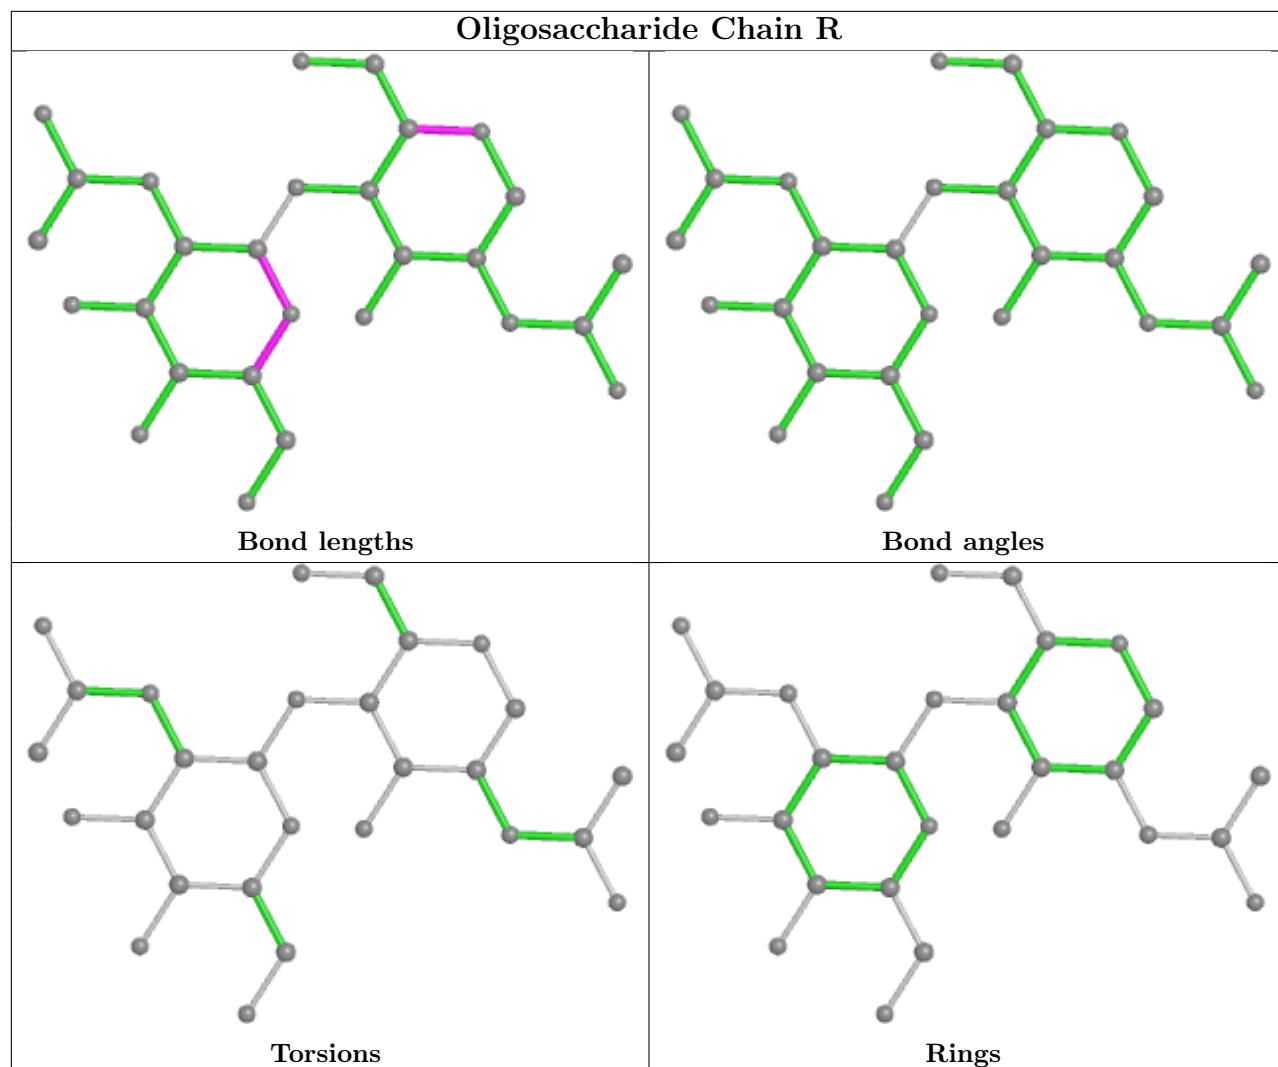 Oligosaccharide Chain R
Bond lengths
Bond angles
Torsions
Rings